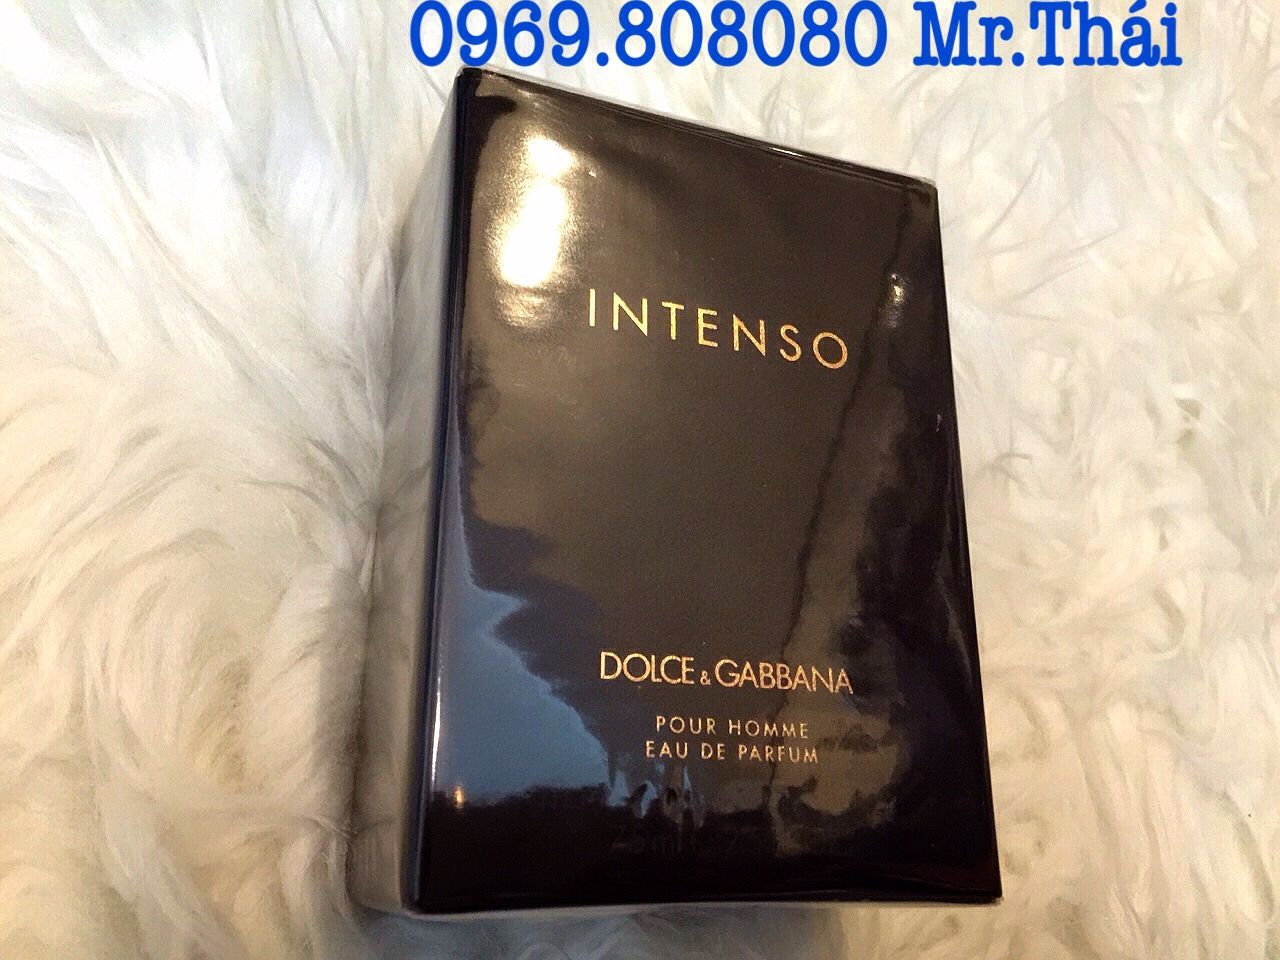 0969.808080 Mr.Thái
INTENSO
DOLCE & GABBANA
POUR HOMME
EAU DE PARFUM